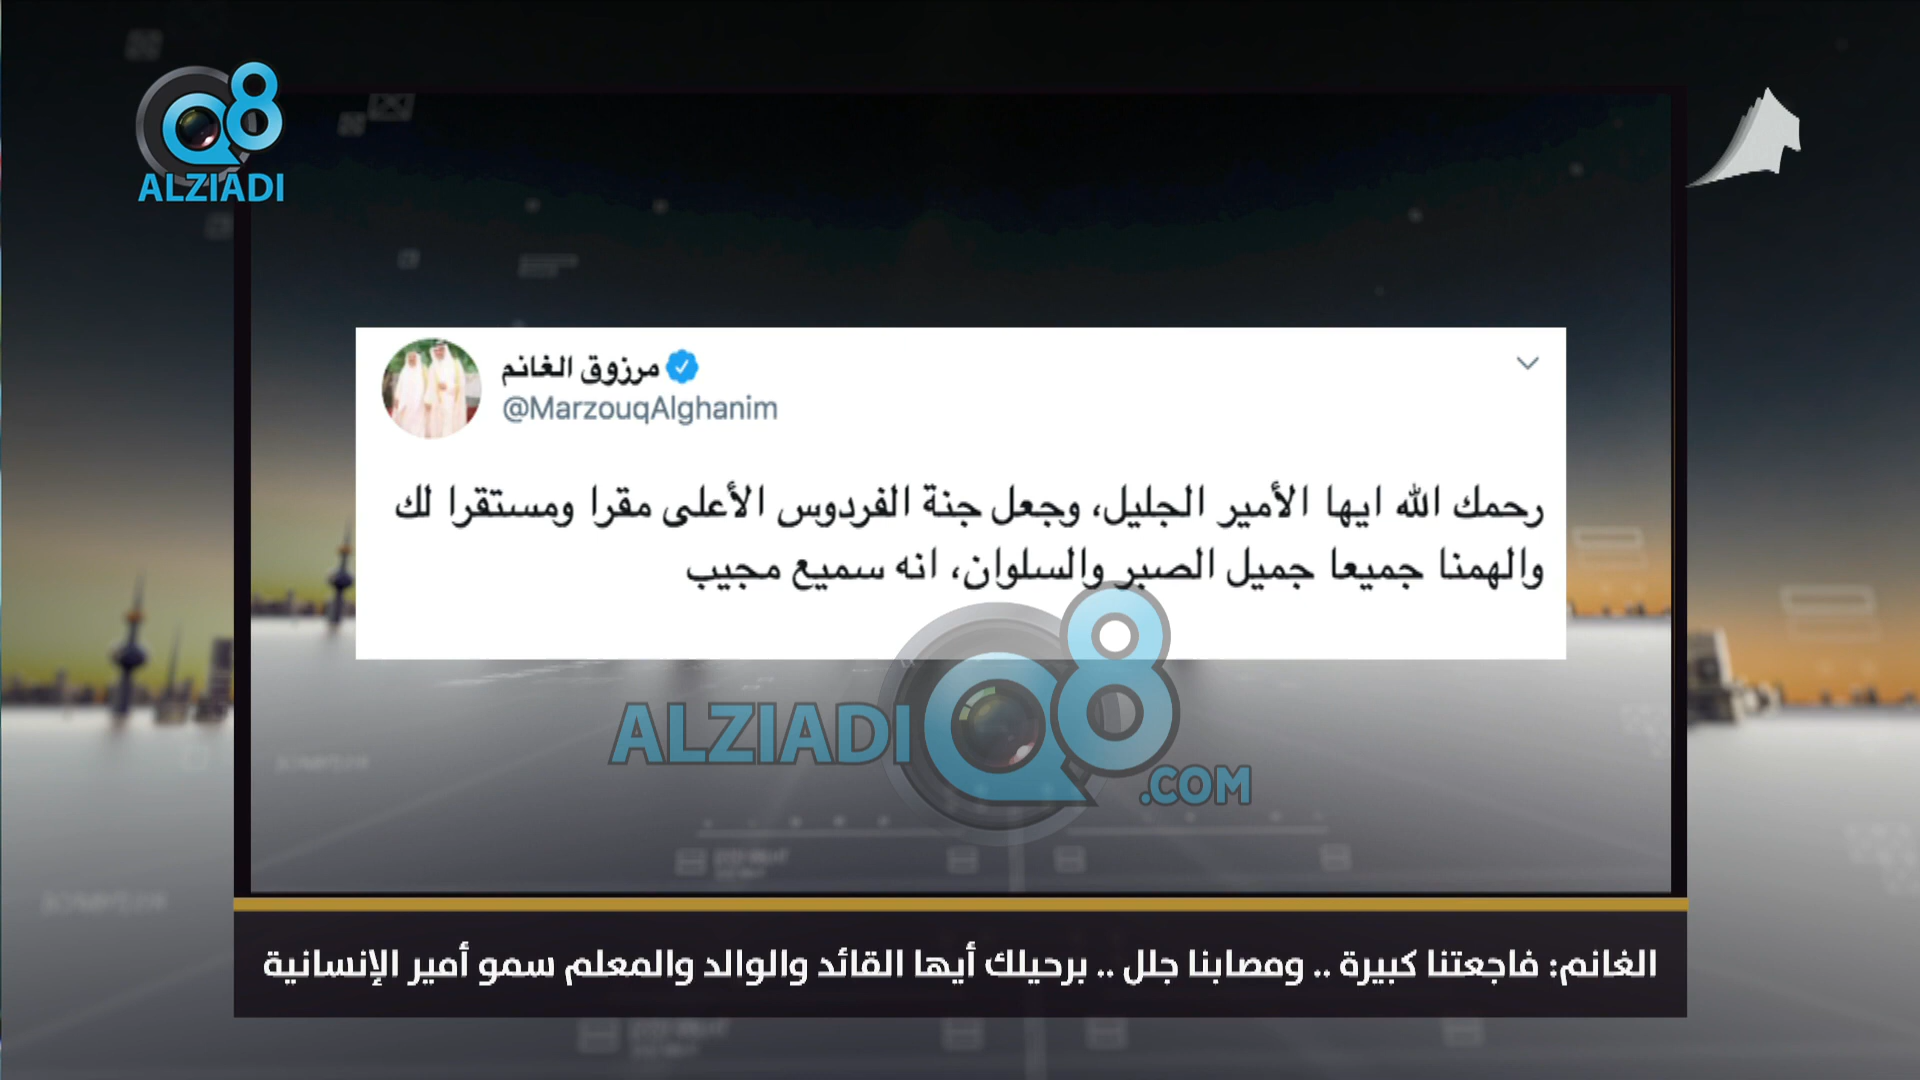 Q8
ALZIADI
مرزوق الغانم
@MarzouqAlghanim
رحمك الله ايها الأمير الجليل، وجعل جنة الفردوس الأعلى مقرا ومستقرا لك
والهمنا جميعا جميل الصبر والسلوان، انه سميع مجيب
ALZIADIQ8.COM
الغانم: فاجعتنا كبيرة .. ومصابنا جلل .. برحيلك أيها القائد والوالد والمعلم سمو أمير الإنسانية